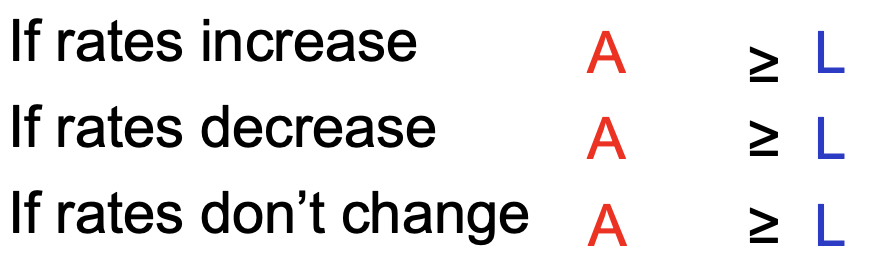 If rates increase A ≥ L
If rates decrease A ≥ L
If rates don’t change A ≥ L